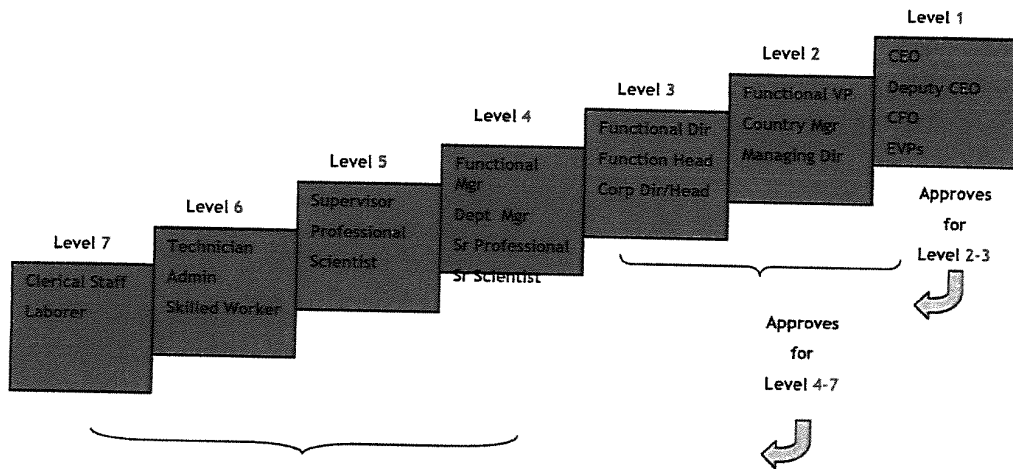 Level 1
CEO
Deputy CEO
CFO
EVPs
Level 2
Functional VP
Country Mgr
Managing Dir
Level 3
Functional Dir
Function Head
Corp Dir/Head
Level 4
Functional
Mgr
Dept. Mgr
Sr Professional
Sr Scientist
Level 5
Supervisor
Professional
Scientist
Level 6
Technician
Admin
Skilled Worker
Level 7
Clerical Staff
Laborer
Approves
for
Level 2-3
Approves
for
Level 4-7